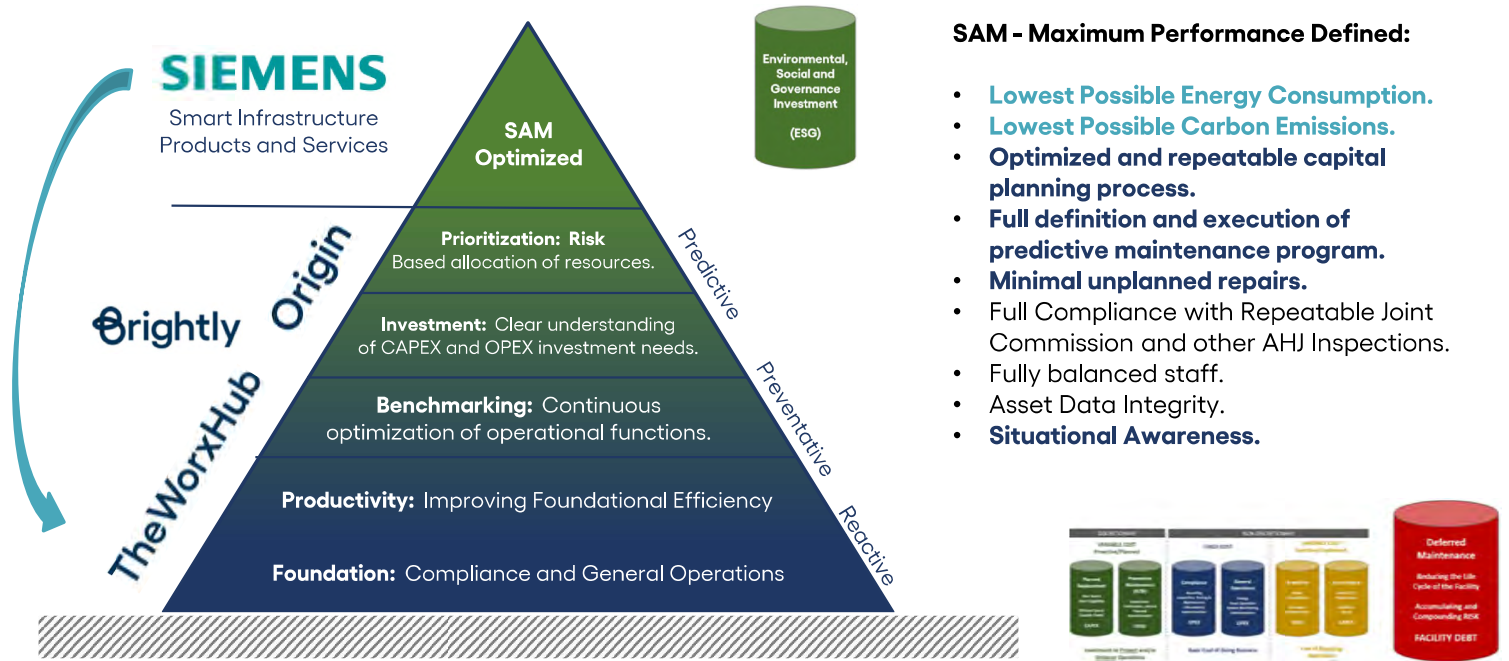 SIEMENS
Smart Infrastructure
Products and Services
SAM
Optimized
Environmental,
Social and
Governance
Investment
(ESG)
Origin
Brightly
TheWorxHub
Prioritization: Risk
Based allocation of resources.
Investment: Clear understanding
of CAPEX and OPEX investment needs.
Benchmarking: Continuous
optimization of operational functions.
Productivity: Improving Foundational Efficiency
Foundation: Compliance and General Operations
Predictive
Preventative
Reactive
SAM - Maximum Performance Defined:
• Lowest Possible Energy Consumption.
• Lowest Possible Carbon Emissions.
• Optimized and repeatable capital
planning process.
• Full definition and execution of
predictive maintenance program.
• Minimal unplanned repairs.
• Full Compliance with Repeatable Joint
Commission and other AHJ Inspections.
• Fully balanced staff.
• Asset Data Integrity.
• Situational Awareness.
Deferred
Maintenance
Reducing the Life
Cycle of the Facility
Accumulating and
Compounding RISK
FACILITY DEBT